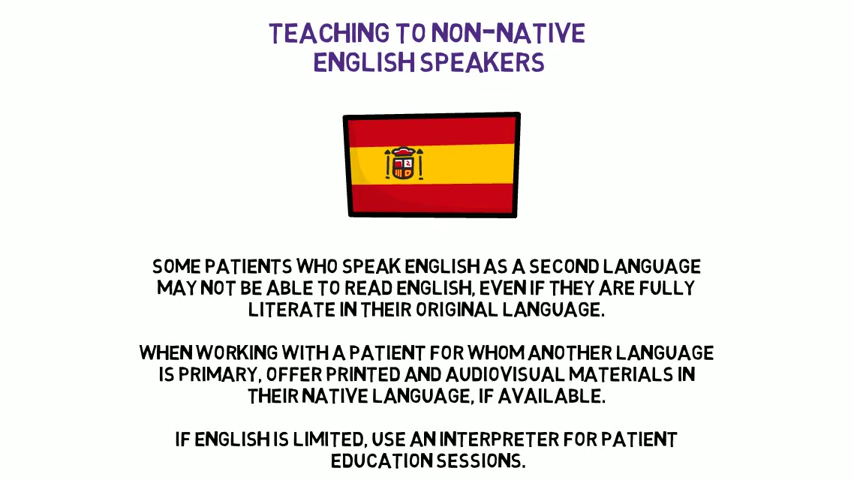 TEACHING TO NON-NATIVE
ENGLISH SPEAKERS
SOME PATIENTS WHO SPEAK ENGLISH AS A SECOND LANGUAGE
MAY NOT BE ABLE TO READ ENGLISH, EVEN IF THEY ARE FULLY
LITERATE IN THEIR ORIGINAL LANGUAGE.
WHEN WORKING WITH A PATIENT FOR WHOM ANOTHER LANGUAGE
IS PRIMARY, OFFER PRINTED AND AUDIOVISUAL MATERIALS IN
THEIR NATIVE LANGUAGE, IF AVAILABLE.
IF ENGLISH IS LIMITED, USE AN INTERPRETER FOR PATIENT
EDUCATION SESSIONS.